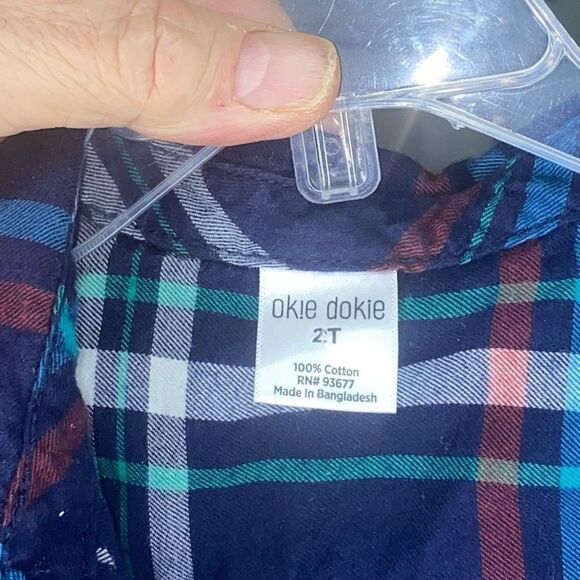 okie dokie
2T
100% Cotton
RN# 93677
Made In Bangladesh